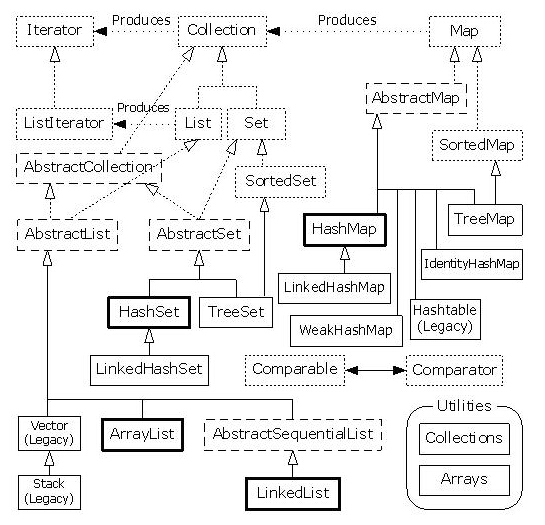 Iterator
Produces
Collection
Produces
Map
AbstractMap
ListIterator
Produces
List
Set
SortedMap
AbstractCollection
SortedSet
TreeMap
AbstractList
AbstractSet
HashMap
IdentityHashMap
LinkedHashMap
HashSet
TreeSet
WeakHashMap
Hashtable
(Legacy)
LinkedHashSet
Comparable
Comparator
Utilities
Vector
(Legacy)
ArrayList
AbstractSequentialList
Collections
Stack
(Legacy)
LinkedList
Arrays